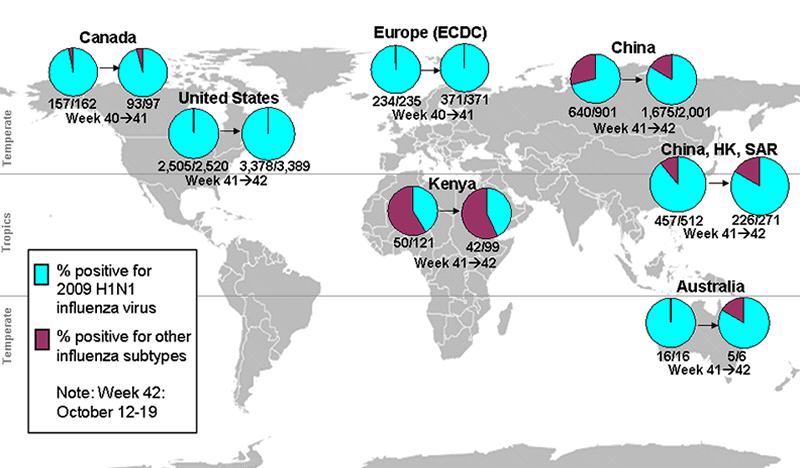 Canada
157/162 93/97
Week 40→41
United States
2,505/2,520 3,378/3,389
Week 41→42
Europe (ECDC)
234/235 371/371
Week 40→41
China
640/901 1,675/2,001
Week 41→42
China, HK, SAR
457/512 226/271
Week 41→42
Kenya
50/121 42/99
Week 41→42
Australia
16/16 5/6
Week 41→42
Temperate
Tropics
Temperate
% positive for
2009 H1N1
influenza virus
% positive for other
influenza subtypes
Note: Week 42:
October 12-19